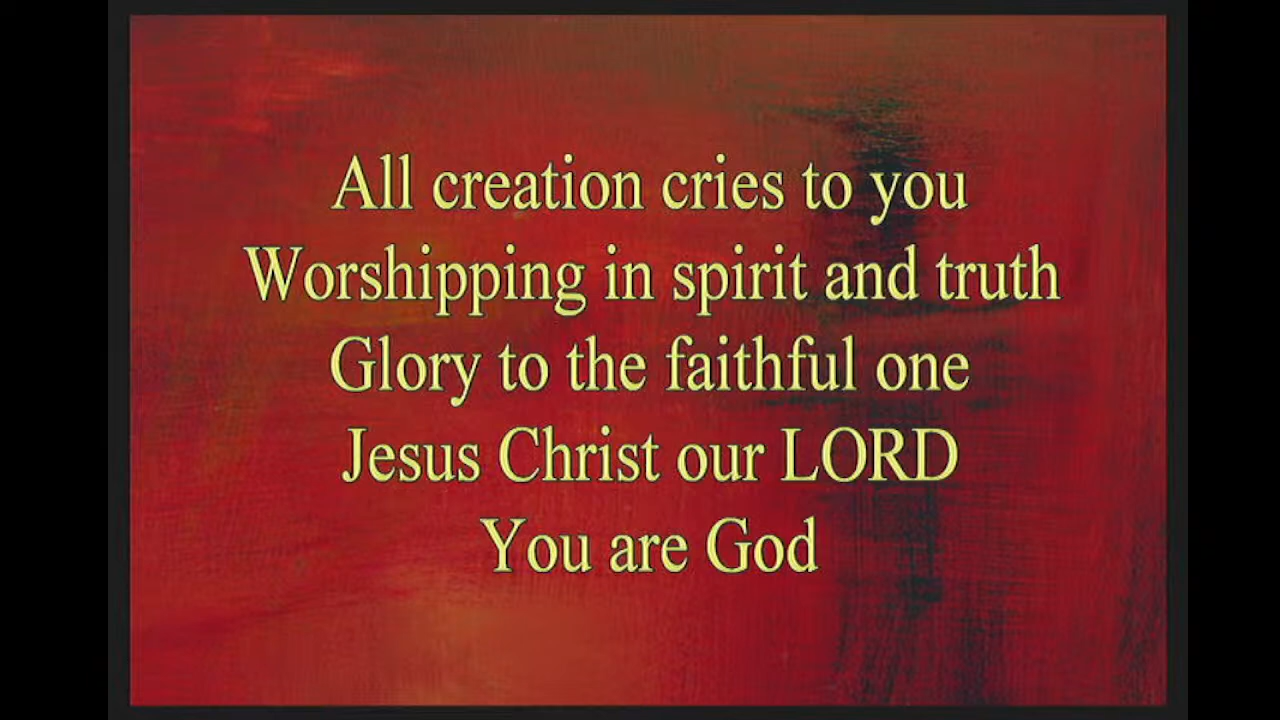 All creation cries to you
Worshipping in spirit and truth
Glory to the faithful one
Jesus Christ our LORD
You are God